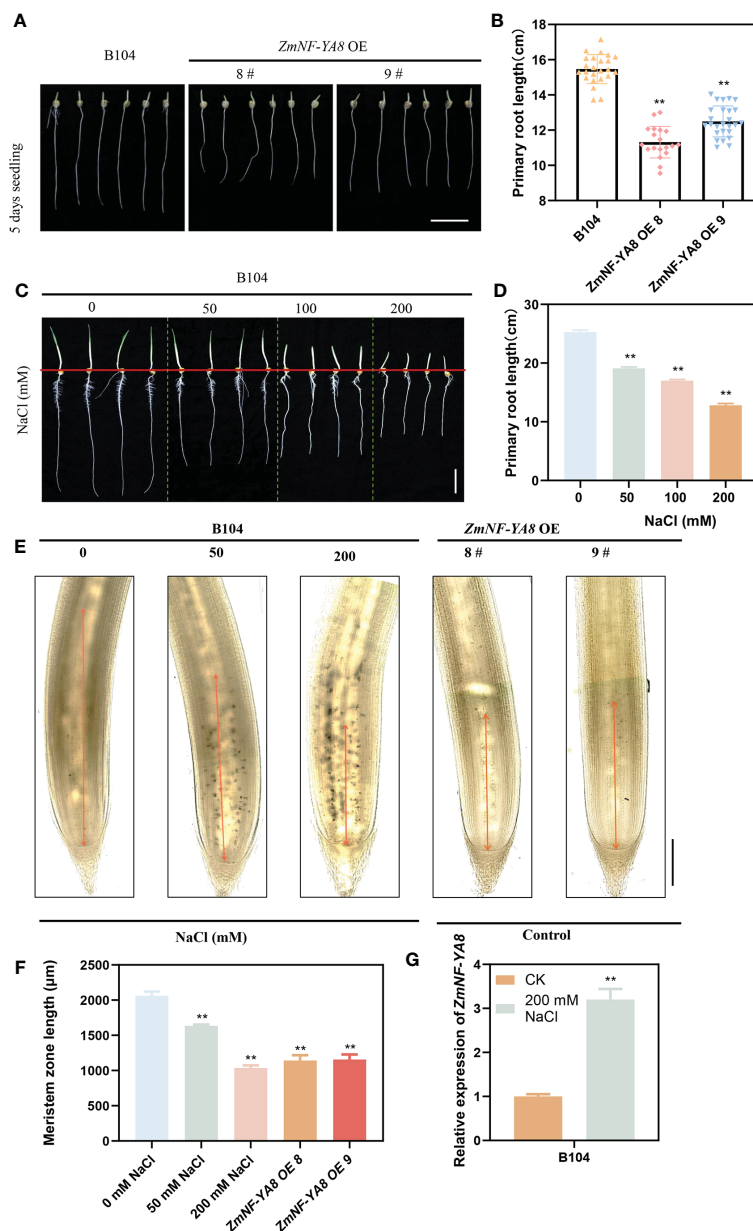 A
B104
ZmNF-YA8 OE
8 #
9 #
5 days seedling
B
Primary root length(cm)
18
16
14
12
10
8
**
**
B104
ZmNF-YA8 OE 8
ZmNF-YA8 OE 9
C
B104
0
50
100
200
NaCl (mM)
D
Primary root length(cm)
30
20
10
0
**
**
**
0
50
100
200
NaCl (mM)
E
B104
ZmNF-YA8 OE
0
50
200
8 #
9 #
NaCl (mM)
Control
F
Meristem zone length (μm)
2500
2000
1500
1000
500
0
**
**
**
**
0 mM NaCl
50 mM NaCl
200 mM NaCl
ZmNF-YA8 OE 8
ZmNF-YA8 OE 9
G
Relative expression of ZmNF-YA8
4
3
2
1
0
CK
200 mM
NaCl
**
B104